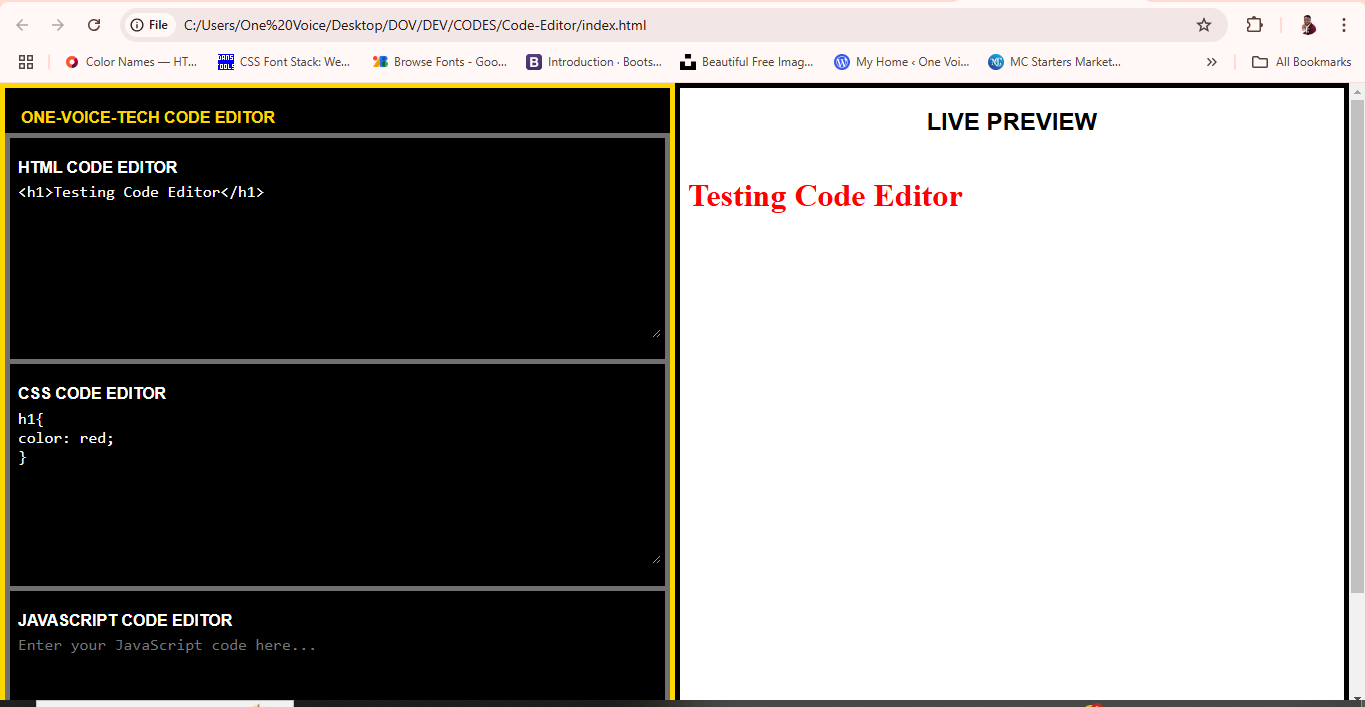 File C:/Users/One%20Voice/Desktop/DOV/DEV/CODES/Code-Editor/index.html
Color Names — HT... CSS Font Stack: We... Browse Fonts - Goo... B Introduction · Boots... Beautiful Free Imag... My Home ‹ One Voi... MC Starters Market... » All Bookmarks
ONE-VOICE-TECH CODE EDITOR
HTML CODE EDITOR
<h1>Testing Code Editor</h1>
CSS CODE EDITOR
h1{
color: red;
}
JAVASCRIPT CODE EDITOR
Enter your JavaScript code here...
LIVE PREVIEW
Testing Code Editor